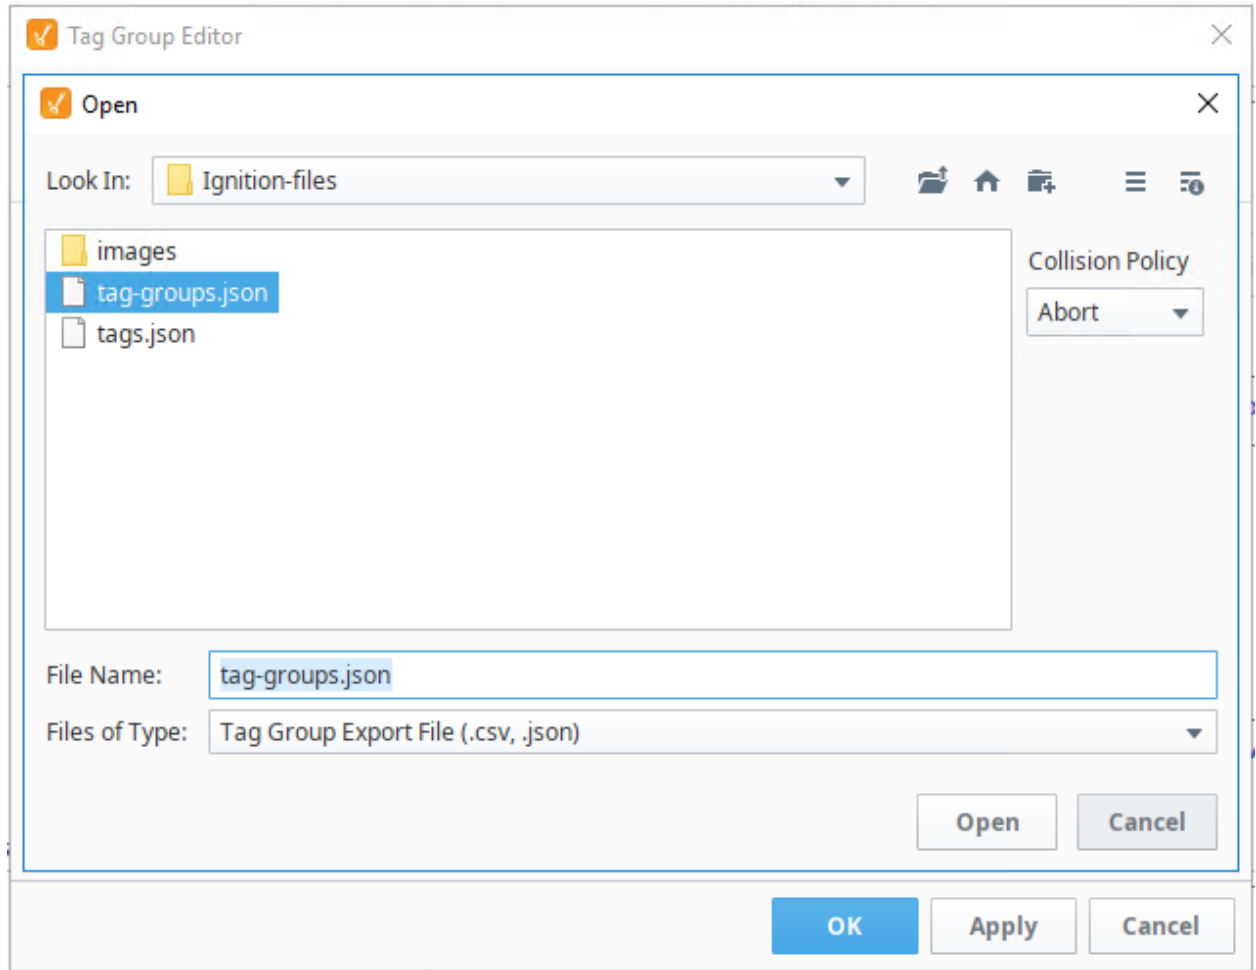 Tag Group Editor
Open
Look In: Ignition-files
images
tag-groups.json
tags.json
Collision Policy
Abort
File Name: tag-groups.json
Files of Type: Tag Group Export File (.csv, .json)
Open Cancel
OK Apply Cancel